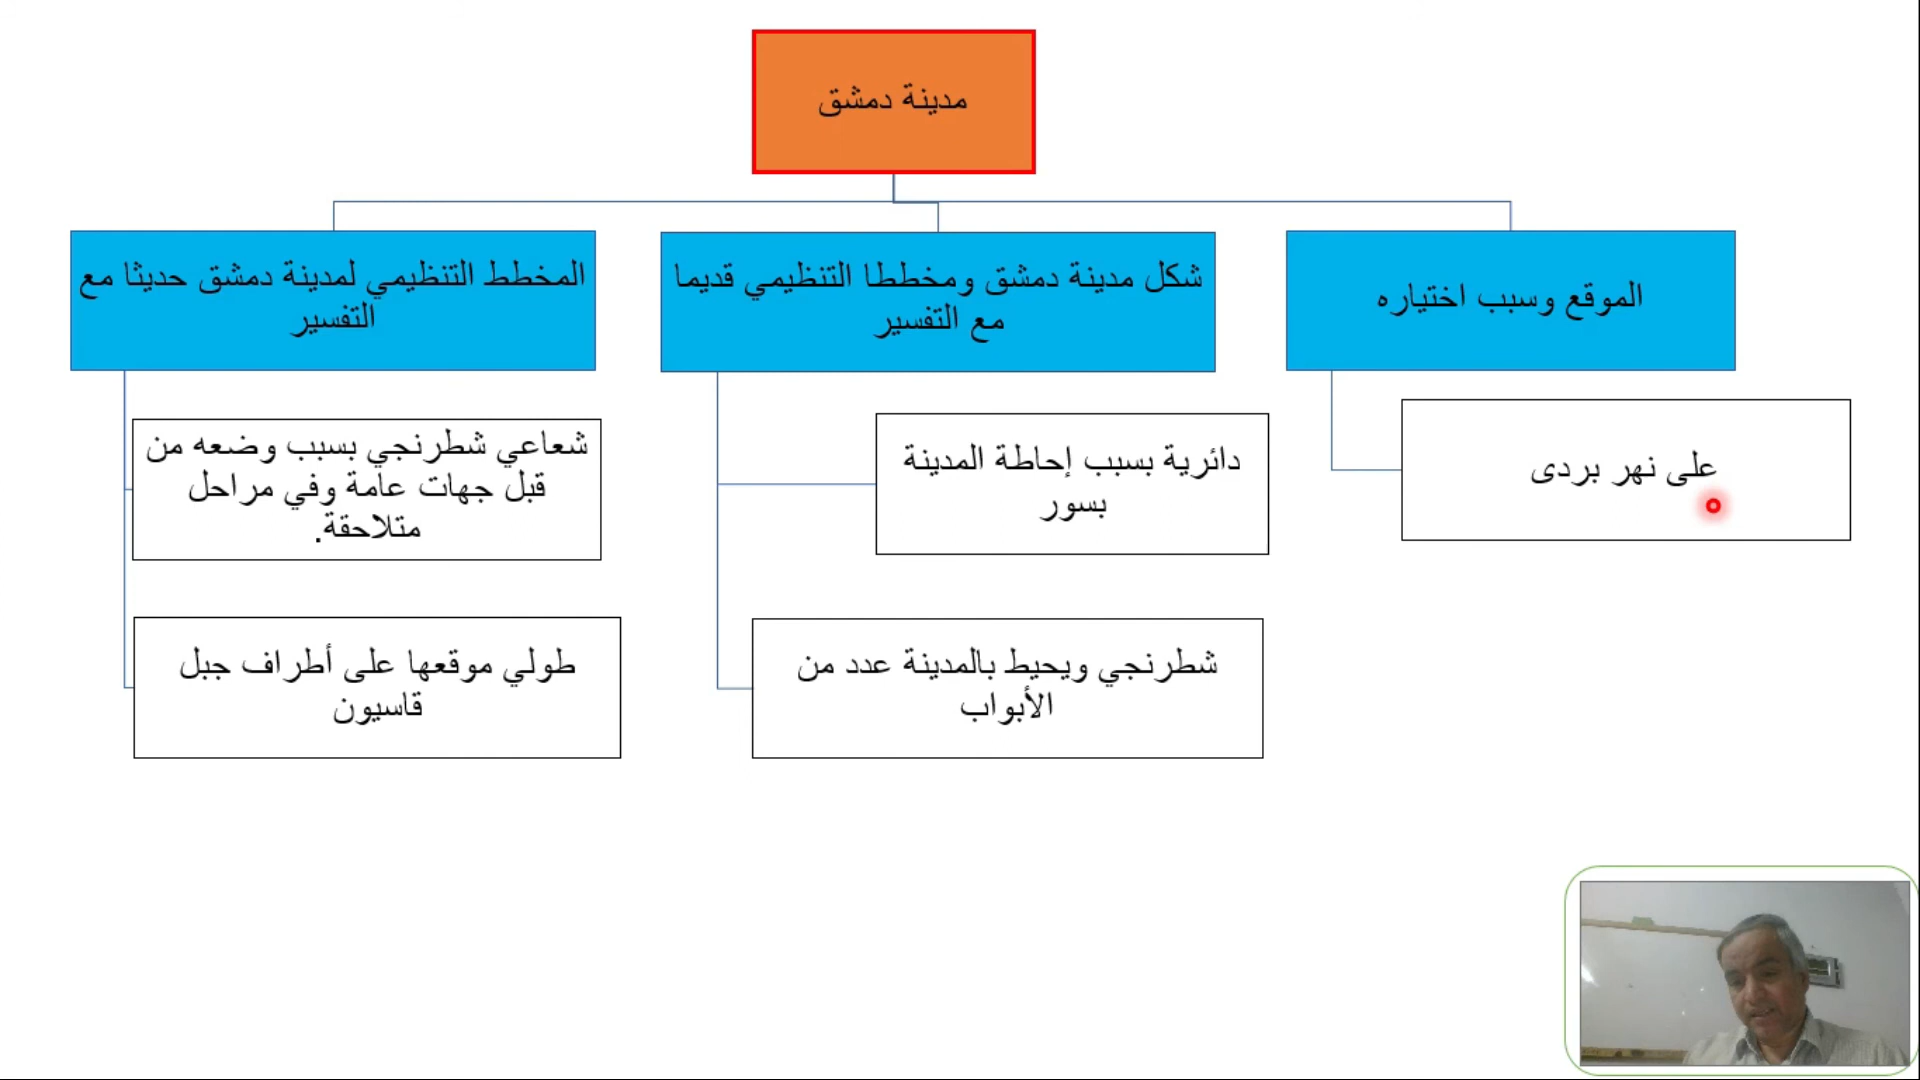 مدينة دمشق
الموقع وسبب اختياره
على نهر بردى
شكل مدينة دمشق ومخططا التنظيمي قديما
مع التفسير
دائرية بسبب إحاطة المدينة
بسور
شطرنجي ويحيط بالمدينة عدد من
الأبواب
المخطط التنظيمي لمدينة دمشق حديثا مع
التفسير
شعاعي شطرنجي بسبب وضعه من
قبل جهات عامة وفي مراحل
متلاحقة.
طولي موقعها على أطراف جبل
قاسيون